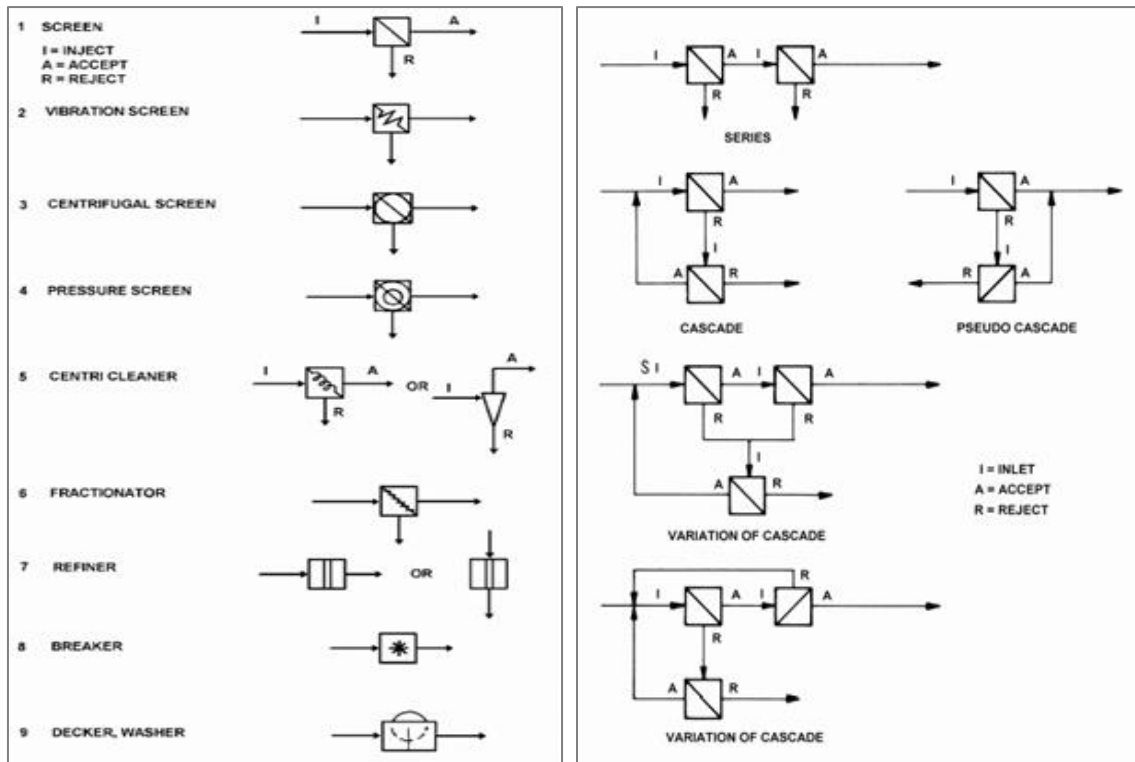 1 SCREEN I A
I = INJECT
A = ACCEPT
R = REJECT
R
2 VIBRATION SCREEN
3 CENTRIFUGAL SCREEN
4 PRESSURE SCREEN
5 CENTRI CLEANER I A OR I A
R R
6 FRACTIONATOR
7 REFINER OR
8 BREAKER
9 DECKER, WASHER
I A I A
R R
SERIES
I A
R
I
A R
CASCADE
I A
R
I
R A
PSEUDO CASCADE
S I A I A
R R
I
A R
VARIATION OF CASCADE
I = INLET
A = ACCEPT
R = REJECT
R
I A I A
R
A R
VARIATION OF CASCADE